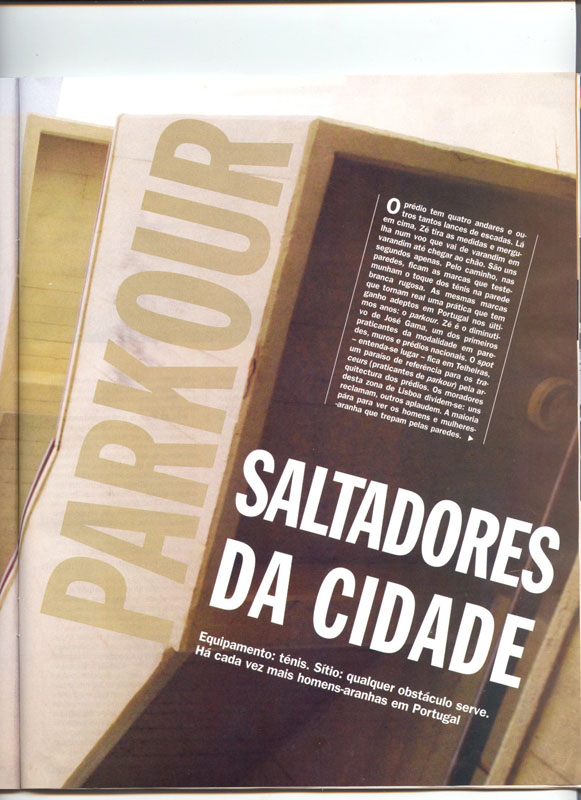 PARKOUR
O prédio tem quatro andares e ou-
tros tantos lances de escadas. Lá
em cima, Zé tira as medidas e mergu-
lha num voo que vai de varandim em
varandim até chegar ao chão. São uns
segundos apenas. Pelo caminho, nas
paredes, ficam as marcas que teste-
munham o toque dos ténis na parede
branca rugosa. As mesmas marcas
que tornam real uma prática que tem
ganho adeptos em Portugal nos últi-
mos anos: o parkour. Zé é o diminuti-
vo de José Gama, um dos primeiros
praticantes da modalidade em pare-
des, muros e prédios nacionais. O spot
– entenda-se lugar – fica em Telheiras,
um paraíso de referência para os tra-
ceurs (praticantes de parkour) pela ar-
quitectura dos prédios. Os moradores
desta zona de Lisboa dividem-se: uns
reclamam, outros aplaudem. A maioria
pára para ver os homens e mulheres-
-aranha que trepam pelas paredes.
SALTADORES
DA CIDADE
Equipamento: ténis. Sítio: qualquer obstáculo serve.
Há cada vez mais homens-aranhas em Portugal